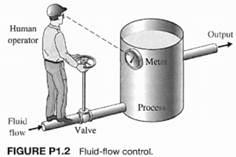 Human
operator
Meter
Output
Process
Fluid
flow
Valve
FIGURE P1.2 Fluid-flow control.